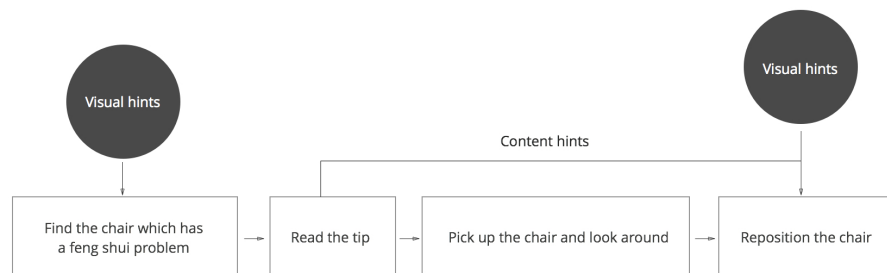 Visual hints
Visual hints
Content hints
Find the chair which has
a feng shui problem
Read the tip
Pick up the chair and look around
Reposition the chair